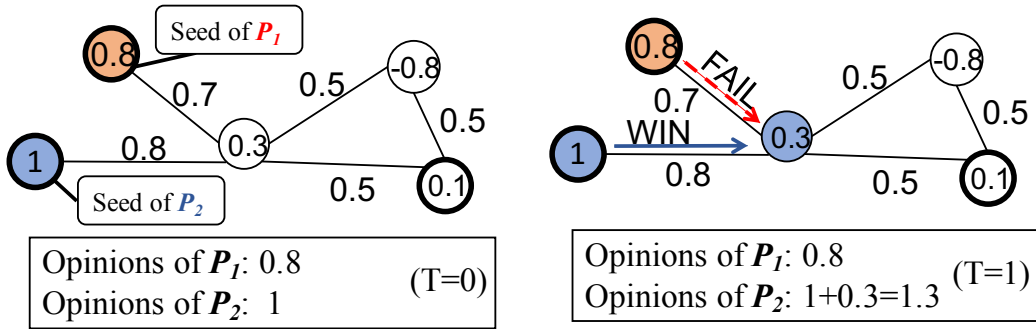 Seed of P1
0.8
-0.8
0.7
0.5
0.5
0.3
0.8
1
0.5
0.1
Seed of P2
Opinions of P1: 0.8
Opinions of P2: 1
(T=0)
0.8
FAIL
-0.8
0.7
0.5
0.5
WIN
0.3
1
0.8
0.5
0.1
Opinions of P1: 0.8
Opinions of P2: 1+0.3=1.3
(T=1)